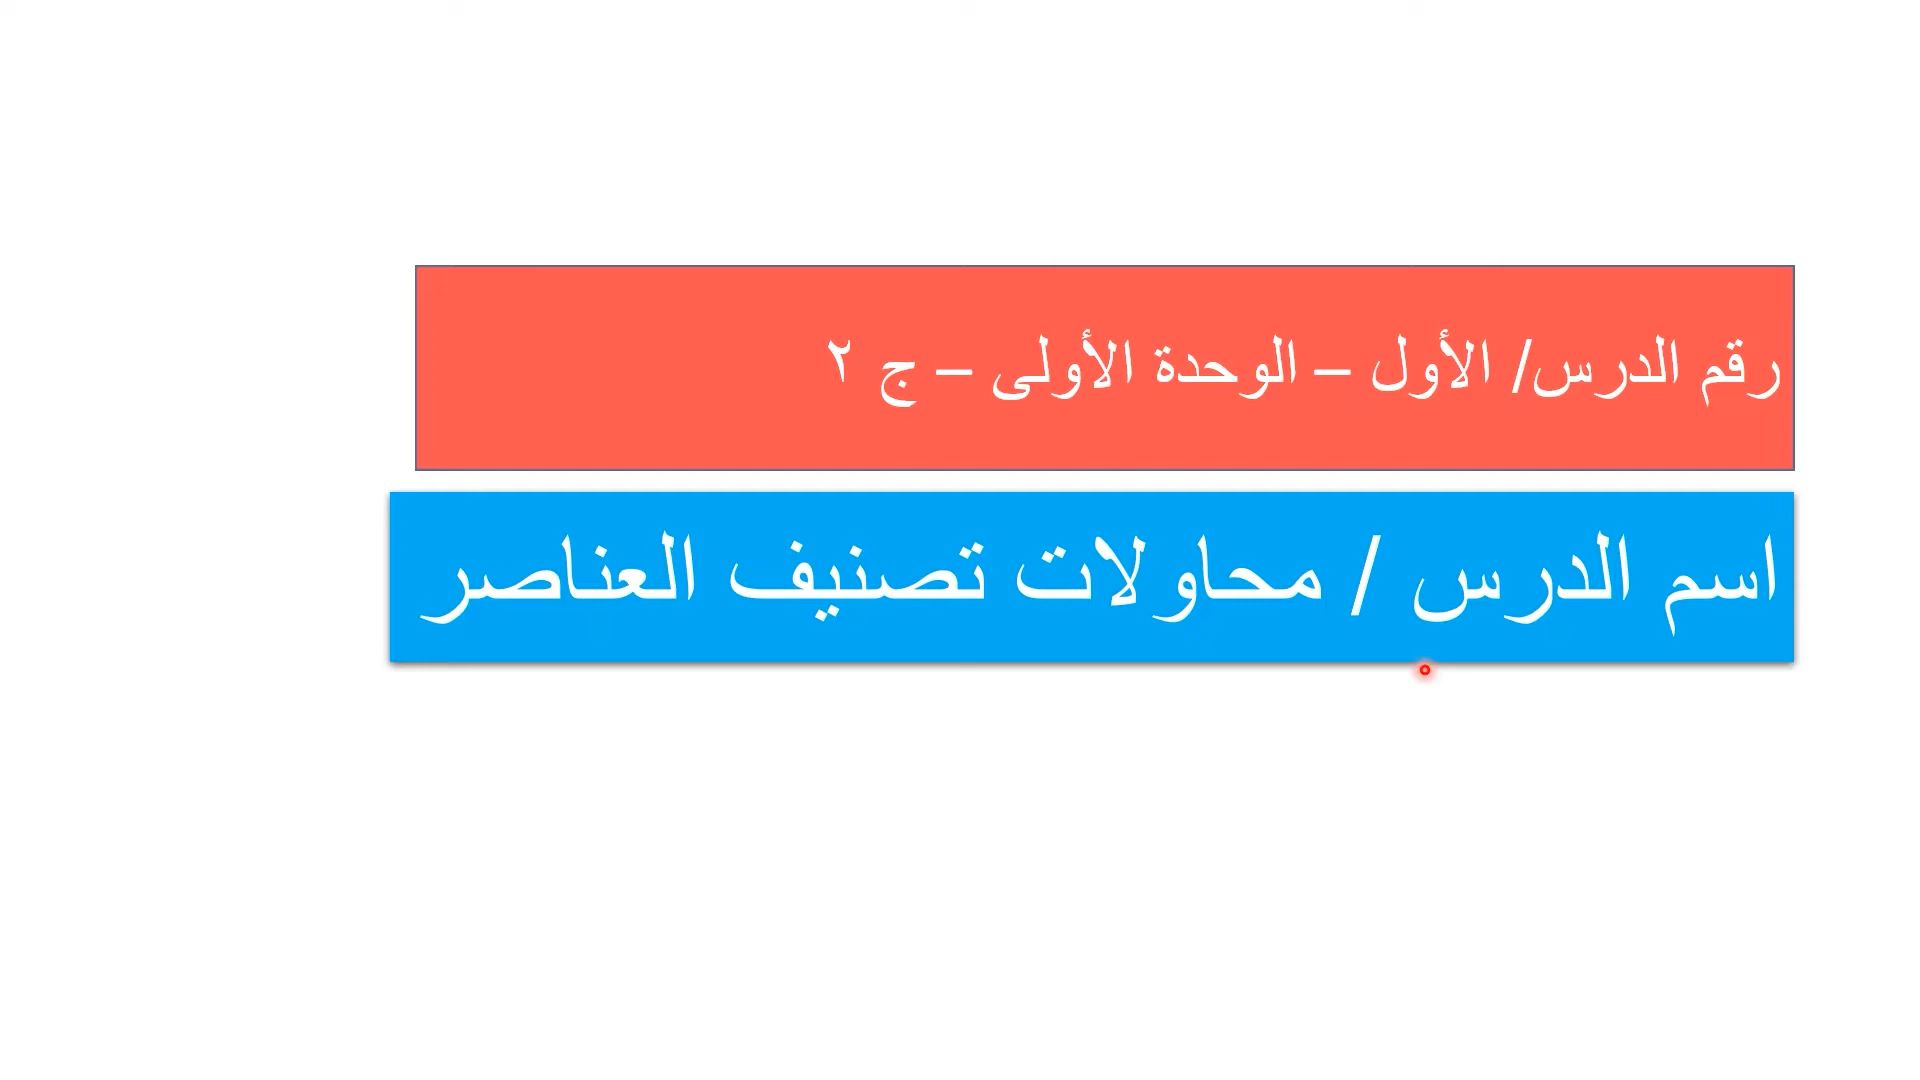 رقم الدرس/ الأول – الوحدة الأولى – ج ٢
اسم الدرس / محاولات تصنيف العناصر